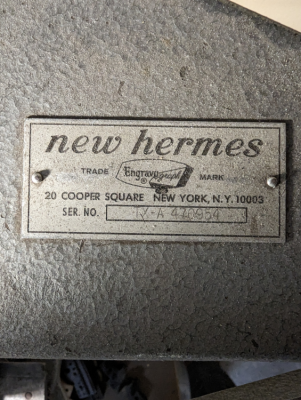 new hermes
TRADE Engravograph ® MARK
20 COOPER SQUARE NEW YORK, N.Y. 10003
SER. NO.